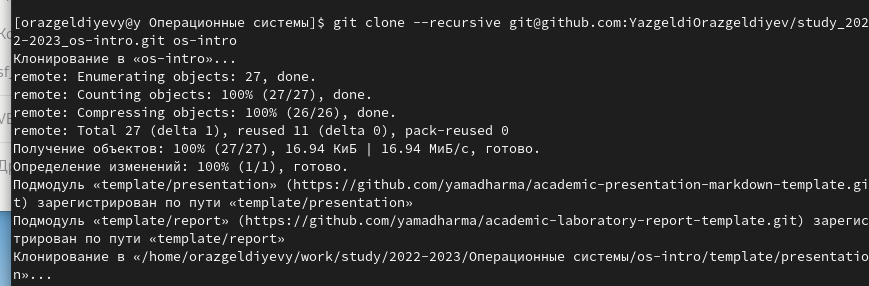 [orazgeldiyevy@y Операционные системы]$ git clone --recursive git@github.com:YazgeldiOrazgeldiyev/study_202
2-2023_os-intro.git os-intro
Клонирование в «os-intro»...
remote: Enumerating objects: 27, done.
remote: Counting objects: 100% (27/27), done.
remote: Compressing objects: 100% (26/26), done.
remote: Total 27 (delta 1), reused 11 (delta 0), pack-reused 0
Получение объектов: 100% (27/27), 16.94 КиБ | 16.94 МиБ/с, готово.
Определение изменений: 100% (1/1), готово.
Подмодуль «template/presentation» (https://github.com/yamadharma/academic-presentation-markdown-template.gi
t) зарегистрирован по пути «template/presentation»
Подмодуль «template/report» (https://github.com/yamadharma/academic-laboratory-report-template.git) зарегис
трирован по пути «template/report»
Клонирование в «/home/orazgeldiyevy/work/study/2022-2023/Операционные системы/os-intro/template/presentatio
n»...